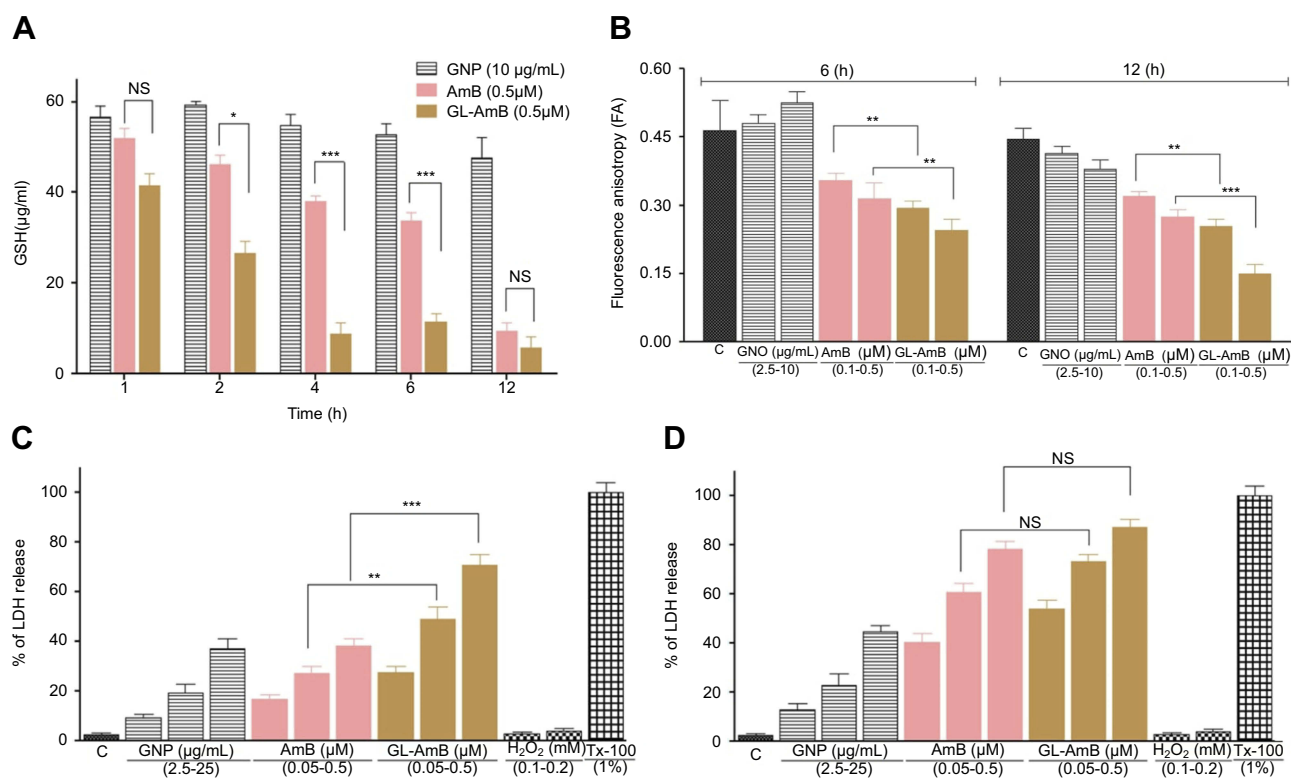 A
GNP (10 µg/mL)
AmB (0.5µM)
GL-AmB (0.5µM)
NS
*
***
***
NS
60
40
20
0
GSH(µg/ml)
1 2 4 6 12
Time (h)
B
6 (h) 12 (h)
** ** ** ***
0.60
0.45
0.30
0.15
0.00
Fluorescence anisotropy (FA)
C GNO (µg/mL) AmB (µM) GL-AmB (µM) C GNO (µg/mL) AmB (µM) GL-AmB (µM)
(2.5-10) (0.1-0.5) (0.1-0.5) (2.5-10) (0.1-0.5) (0.1-0.5)
C
***
**
100
80
60
40
20
0
% of LDH release
C GNP (µg/mL) AmB (µM) GL-AmB (µM) H₂O₂ (mM) Tx-100
(2.5-25) (0.05-0.5) (0.05-0.5) (0.1-0.2) (1%)
D
NS
NS
100
80
60
40
20
0
% of LDH release
C GNP (µg/mL) AmB (µM) GL-AmB (µM) H₂O₂ (mM) Tx-100
(2.5-25) (0.05-0.5) (0.05-0.5) (0.1-0.2) (1%)